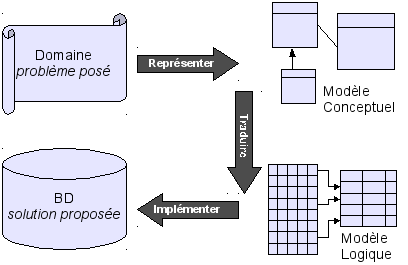 Domaine
problème posé
Représenter
Modèle
Conceptuel
Traduire
BD
solution proposée
Implémenter
Modèle
Logique